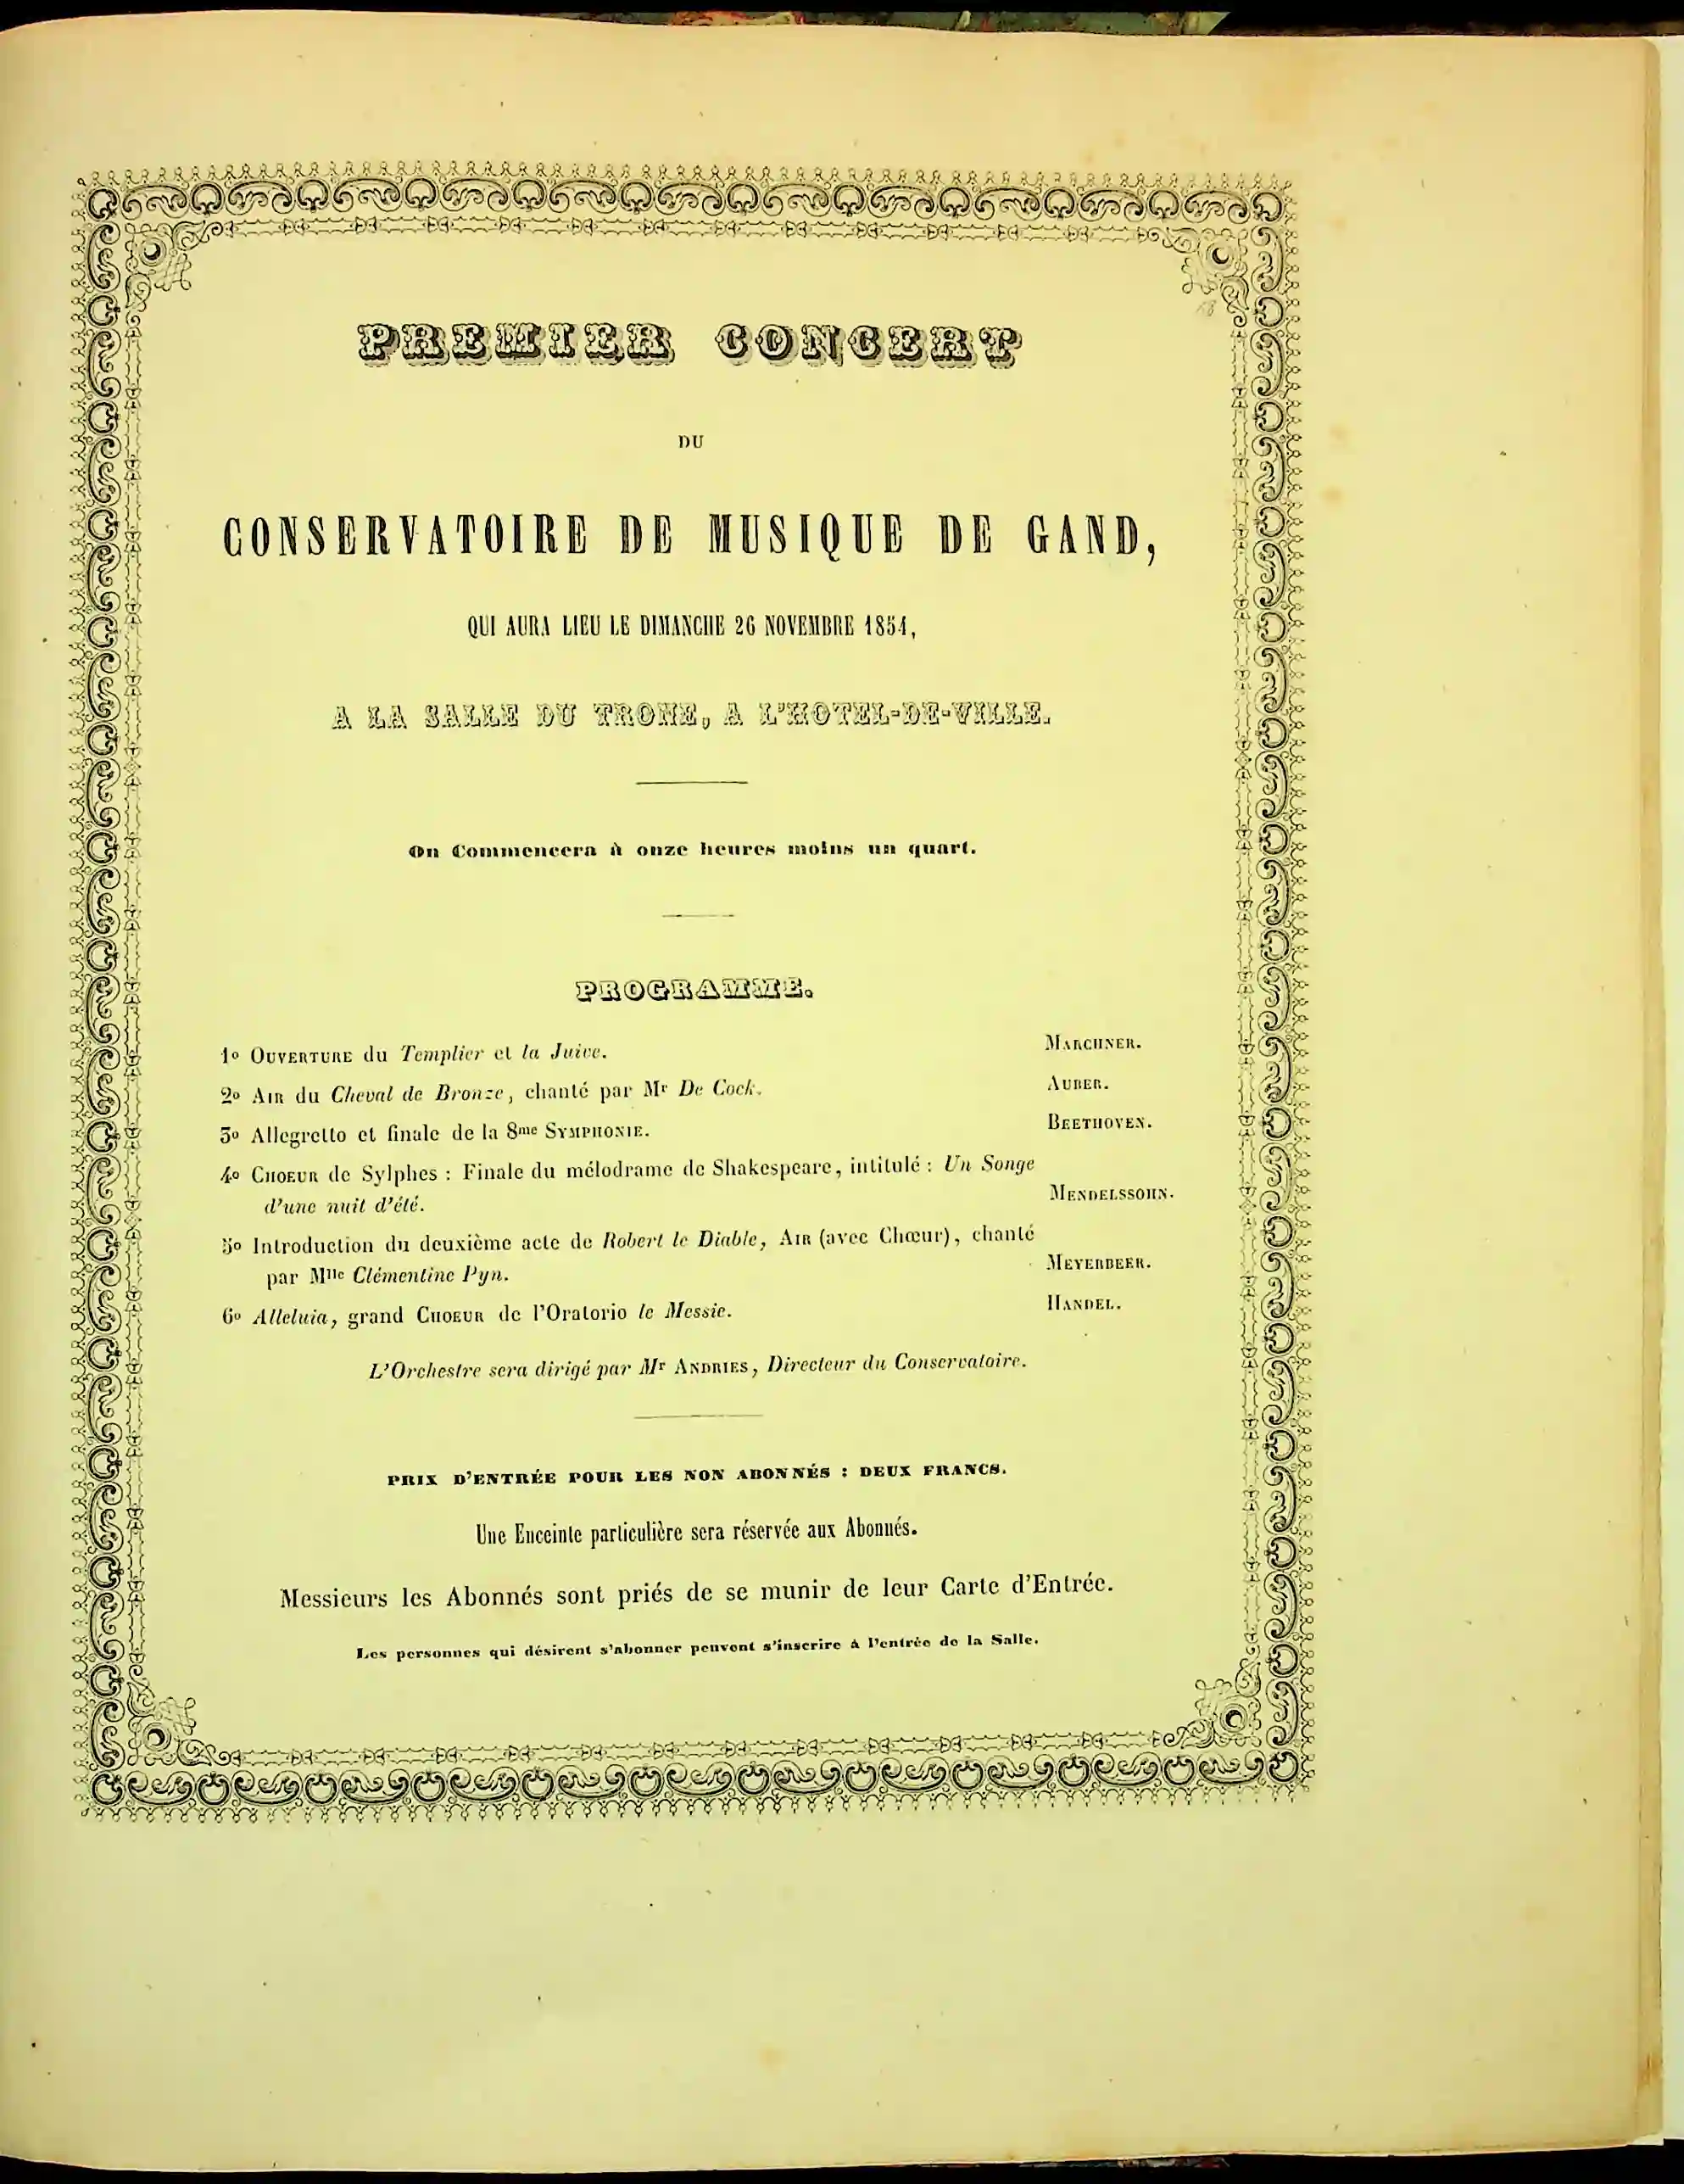 PREMIER CONCERT
DU
CONSERVATOIRE DE MUSIQUE DE GAND,
QUI AURA LIEU LE DIMANCHE 26 NOVEMBRE 1854,
A LA SALLE DU TRONE, A L'HOTEL-DE-VILLE.
On Commencera à onze heures moins un quart.
PROGRAMME.
1o OUVERTURE du Templier et la Juive. MARCHNER.
2o AIR du Cheval de Bronze, chanté par Mr De Cock. AUBER.
3o Allegretto et finale de la 8me SYMPHONIE. BEETHOVEN.
4o CHOEUR de Sylphes : Finale du mélodrame de Shakespeare, intitulé : Un Songe
d'une nuit d'été. MENDELSSOHN.
5o Introduction du deuxième acte de Robert le Diable, AIR (avec Chœur), chanté
par Mlle Clémentine Pyn. MEYERBEER.
6o Alleluia, grand CHOEUR de l'Oratorio le Messie. HANDEL.
L'Orchestre sera dirigé par Mr ANDRIES, Directeur du Conservatoire.
PRIX D'ENTRÉE POUR LES NON ABONNÉS : DEUX FRANCS.
Une Enceinte particulière sera réservée aux Abonnés.
Messieurs les Abonnés sont priés de se munir de leur Carte d'Entrée.
Les personnes qui désirent s'abonner peuvent s'inscrire à l'entrée de la Salle.